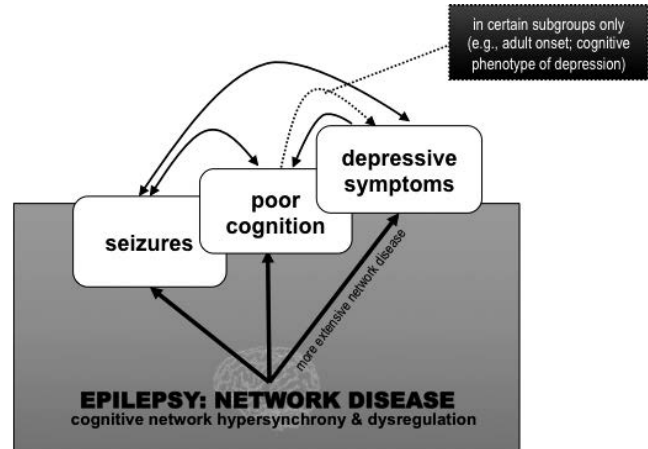 in certain subgroups only
(e.g., adult onset; cognitive
phenotype of depression)
depressive
symptoms
poor
cognition
seizures
more extensive network disease
EPILEPSY: NETWORK DISEASE
cognitive network hypersynchrony & dysregulation